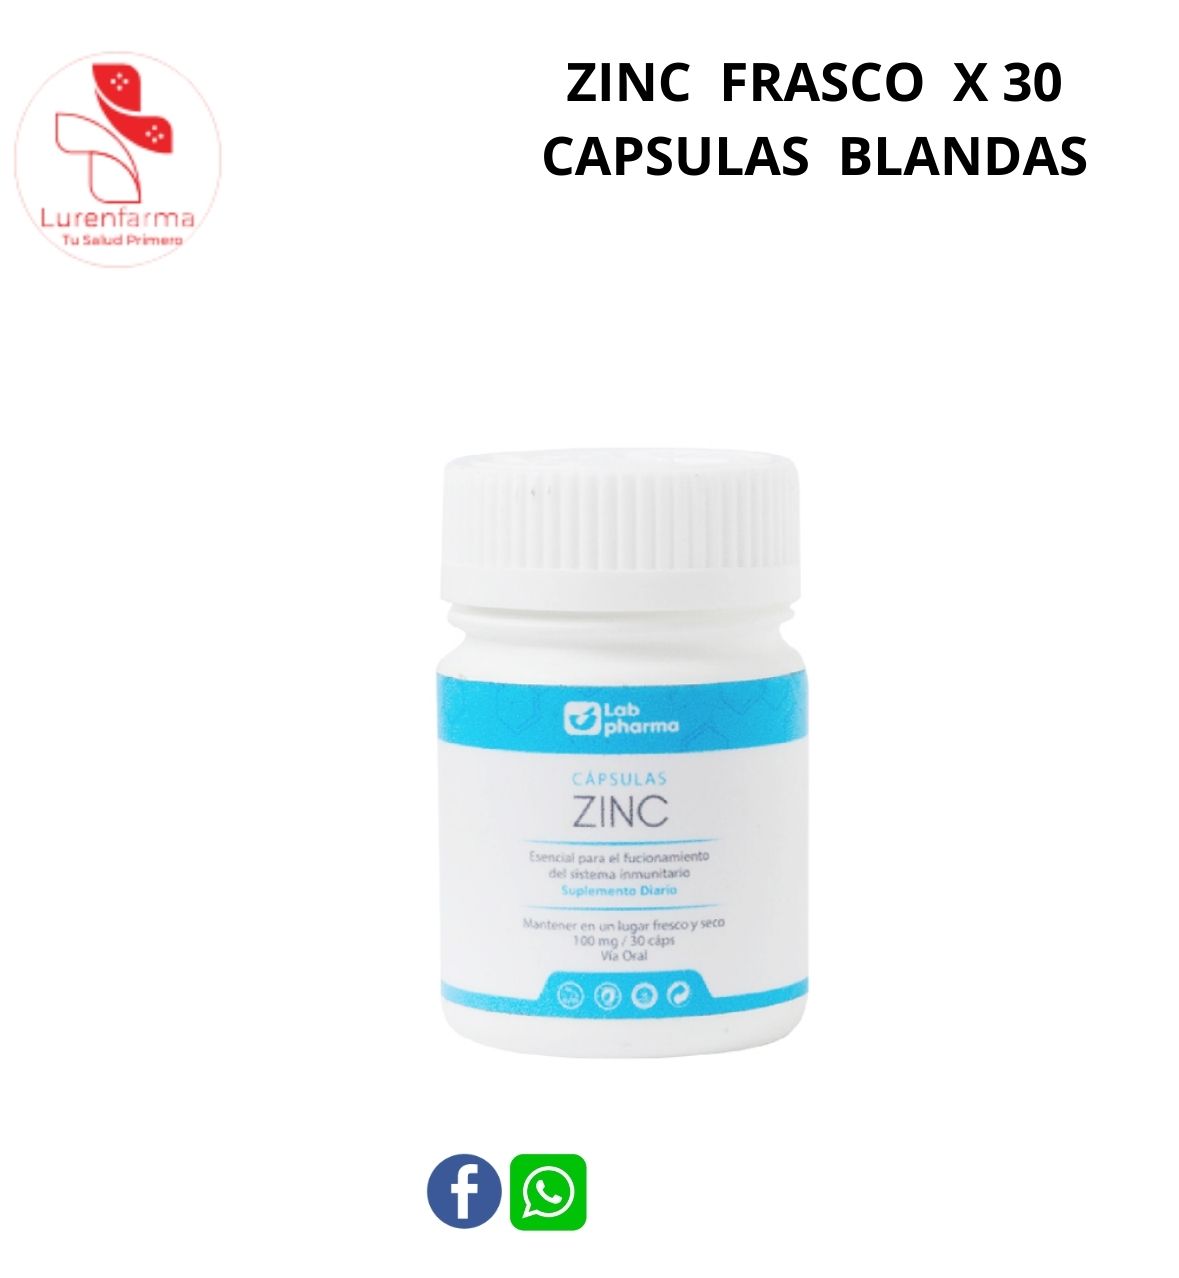 ZINC FRASCO X 30
CAPSULAS BLANDAS
Lurenfarma
Tu Salud Primero
Lab
pharma
CÁPSULAS
ZINC
Esencial para el fucionamiento
del sistema inmunitario
Suplemento Diario
Mantener en un lugar fresco y seco
100 mg / 30 cáps
Vía Oral